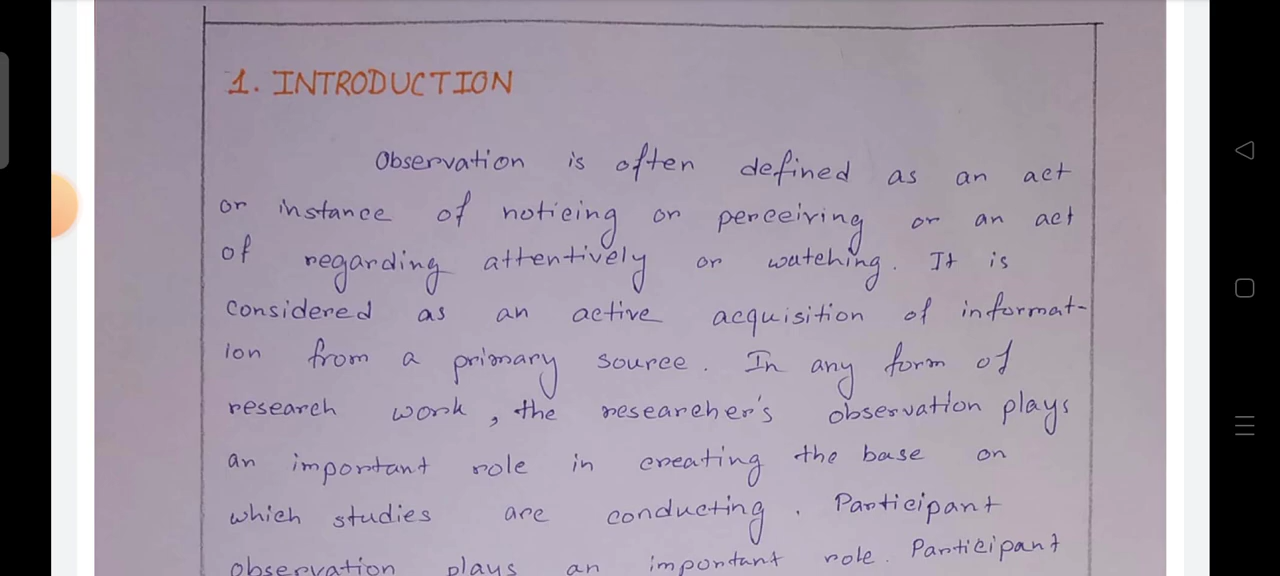 1. INTRODUCTION
Observation is often defined as an act
or instance of noticing or perceiving or an act
of regarding attentively or watching. It is
considered as an active acquisition of informat-
ion from a primary source. In any form of
research work, the researcher's observation plays
an important role in creating the base on
which studies are conducting. Participant
observation plays an important role. Participant